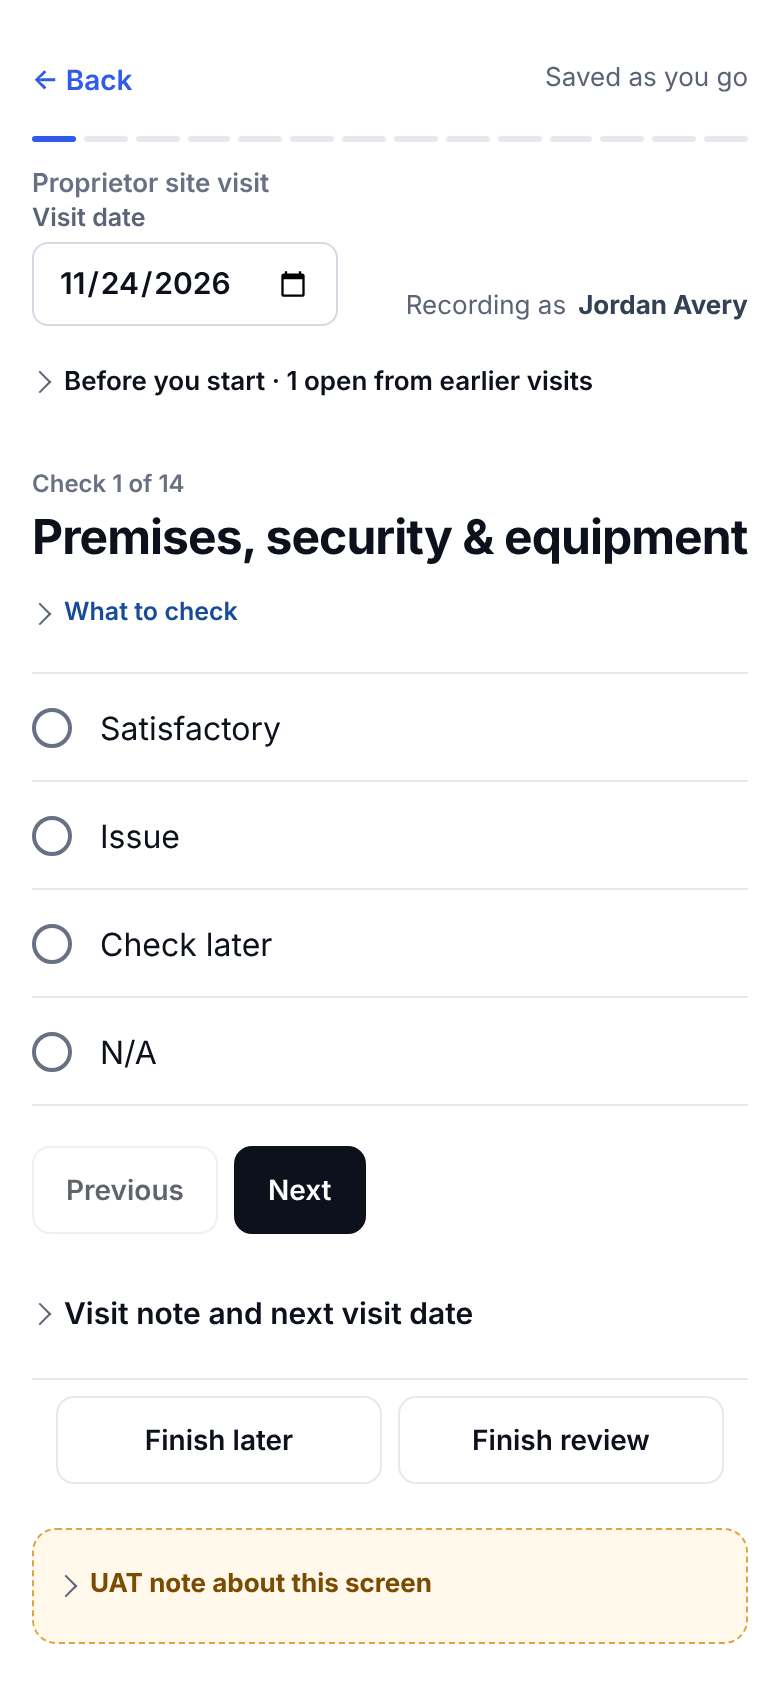 ← Back
Saved as you go
Proprietor site visit
Visit date
11/24/2026
Recording as Jordan Avery
Before you start · 1 open from earlier visits
Check 1 of 14
Premises, security & equipment
What to check
Satisfactory
Issue
Check later
N/A
Previous
Next
Visit note and next visit date
Finish later
Finish review
UAT note about this screen